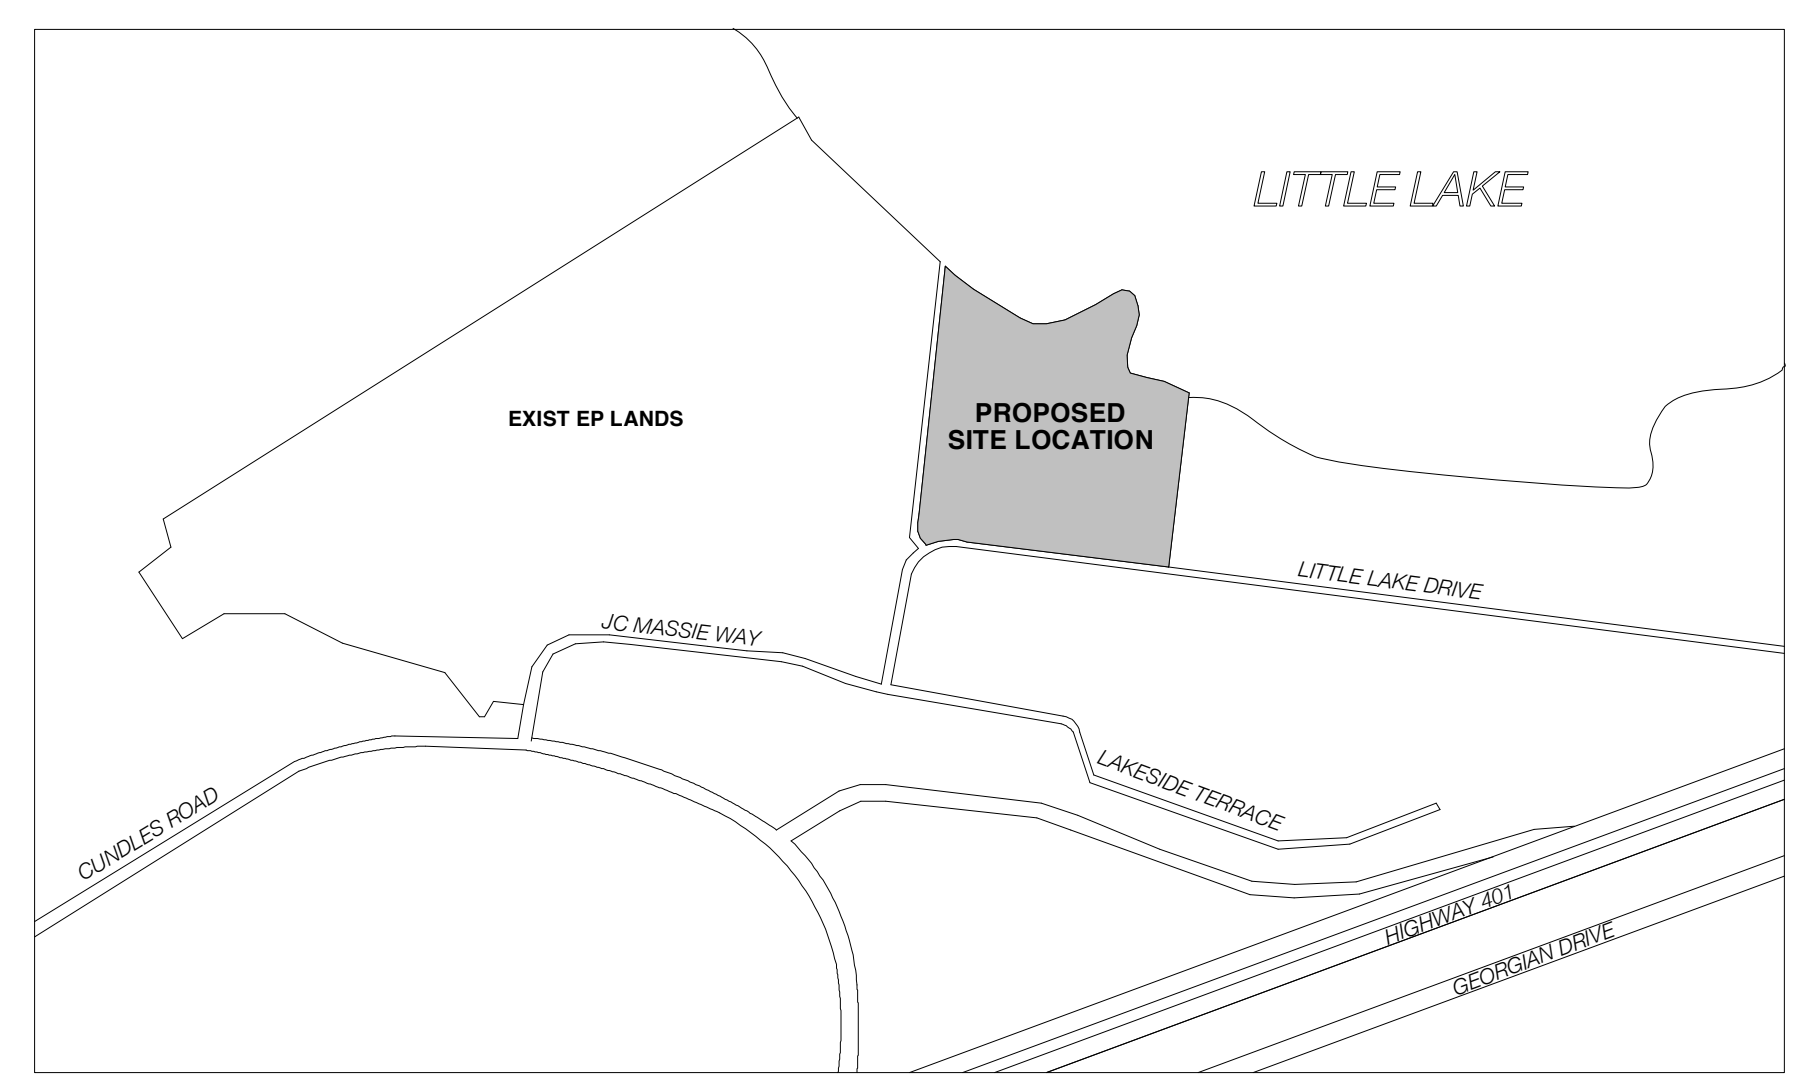 LITTLE LAKE
EXIST EP LANDS
PROPOSED
SITE LOCATION
LITTLE LAKE DRIVE
JC MASSIE WAY
LAKESIDE TERRACE
CUNDLES ROAD
HIGHWAY 401
GEORGIAN DRIVE